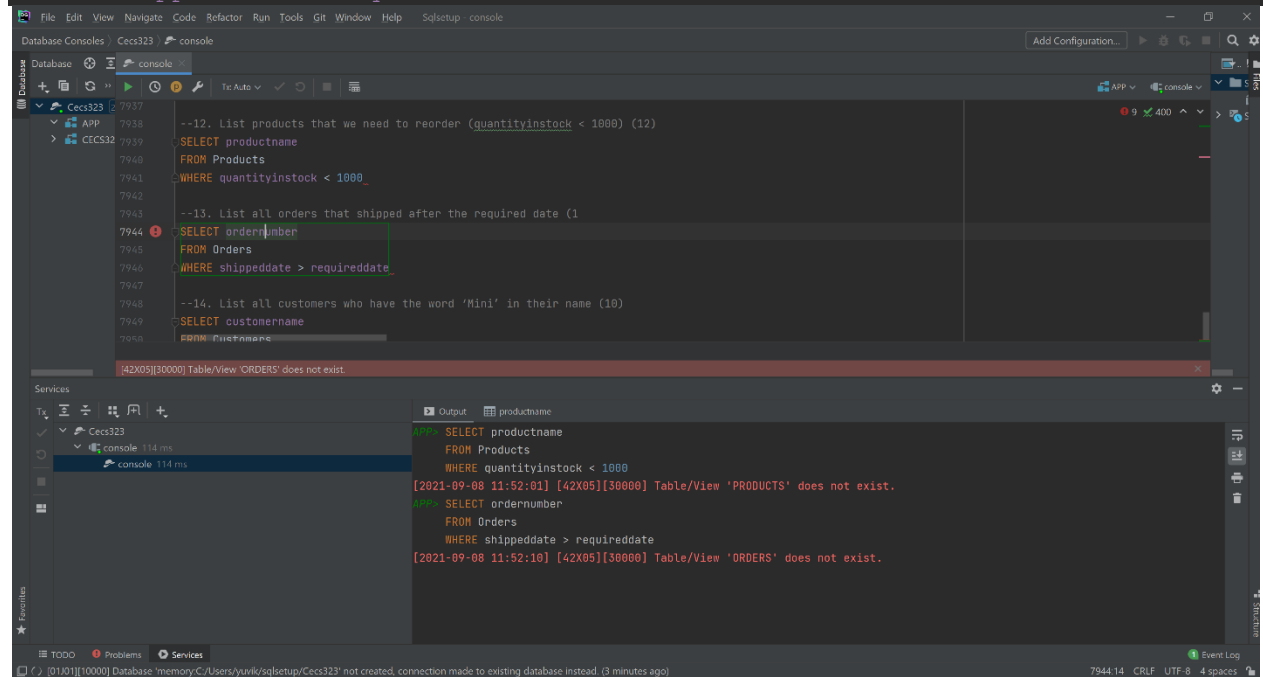 File Edit View Navigate Code Refactor Run Tools Git Window Help Sqlsetup - console
Database Consoles Cecs323 console
Add Configuration...
Database
Database
console
Tx: Auto
APP
console
Files
Cecs323 2
APP
CECS32
9 400
7937
7938 --12. List products that we need to reorder (quantityinstock < 1000) (12)
7939 SELECT productname
7940 FROM Products
7941 WHERE quantityinstock < 1000
7942
7943 --13. List all orders that shipped after the required date (1
7944 SELECT ordernumber
7945 FROM Orders
7946 WHERE shippeddate > requireddate
7947
7948 --14. List all customers who have the word ‘Mini’ in their name (10)
7949 SELECT customername
7950 FROM Customers
[42X05][30000] Table/View 'ORDERS' does not exist.
Services
Tx
Cecs323
console 114 ms
console 114 ms
Output productname
APP> SELECT productname
FROM Products
WHERE quantityinstock < 1000
[2021-09-08 11:52:01] [42X05][30000] Table/View 'PRODUCTS' does not exist.
APP> SELECT ordernumber
FROM Orders
WHERE shippeddate > requireddate
[2021-09-08 11:52:10] [42X05][30000] Table/View 'ORDERS' does not exist.
Favorites
Structure
TODO Problems Services
1 Event Log
[01J01][10000] Database 'memory:C:/Users/yuvik/sqlsetup/Cecs323' not created, connection made to existing database instead. (3 minutes ago)
7944:14 CRLF UTF-8 4 spaces